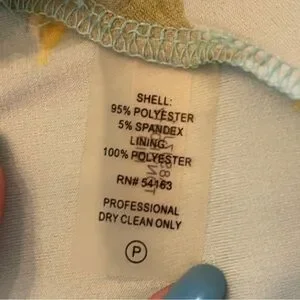 SHELL:
95% POLYESTER
5% SPANDEX
LINING:
100% POLYESTER
RN# 54163
PROFESSIONAL
DRY CLEAN ONLY
P